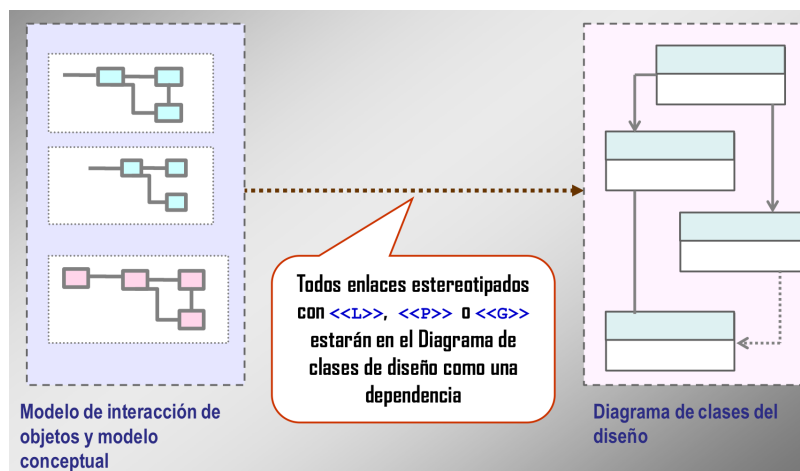 Todos enlaces estereotipados
con <<L>>, <<P>> o <<G>>
estarán en el Diagrama de
clases de diseño como una
dependencia
Modelo de interacción de
objetos y modelo
conceptual
Diagrama de clases del
diseño